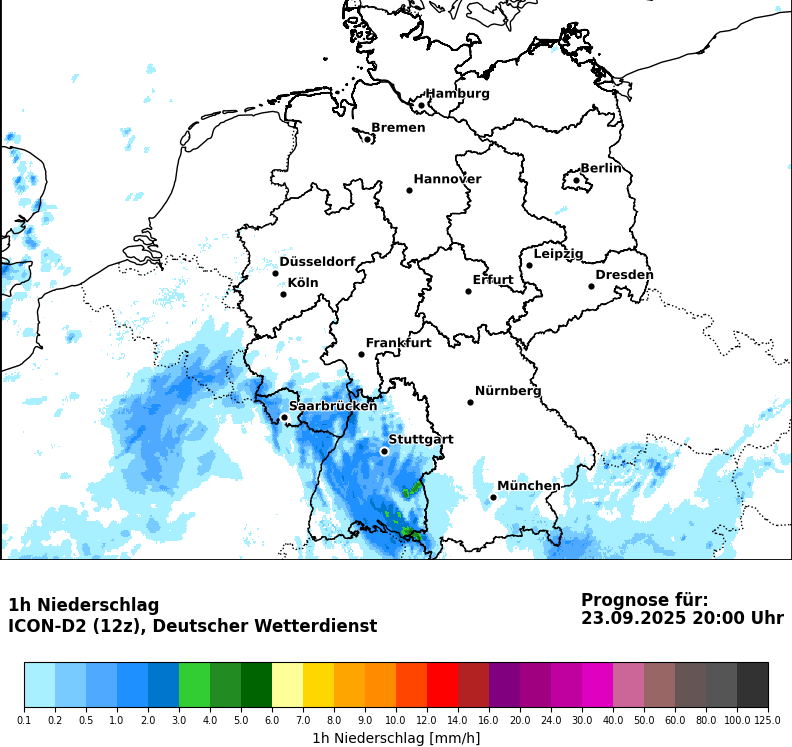 Hamburg
Bremen
Berlin
Hannover
Düsseldorf
Leipzig
Köln
Erfurt
Dresden
Frankfurt
Nürnberg
Saarbrücken
Stuttgart
München
1h Niederschlag
ICON-D2 (12z), Deutscher Wetterdienst
Prognose für:
23.09.2025 20:00 Uhr
0.1 0.2 0.5 1.0 2.0 3.0 4.0 5.0 6.0 7.0 8.0 9.0 10.0 12.0 14.0 16.0 20.0 24.0 30.0 40.0 50.0 60.0 80.0 100.0 125.0
1h Niederschlag [mm/h]